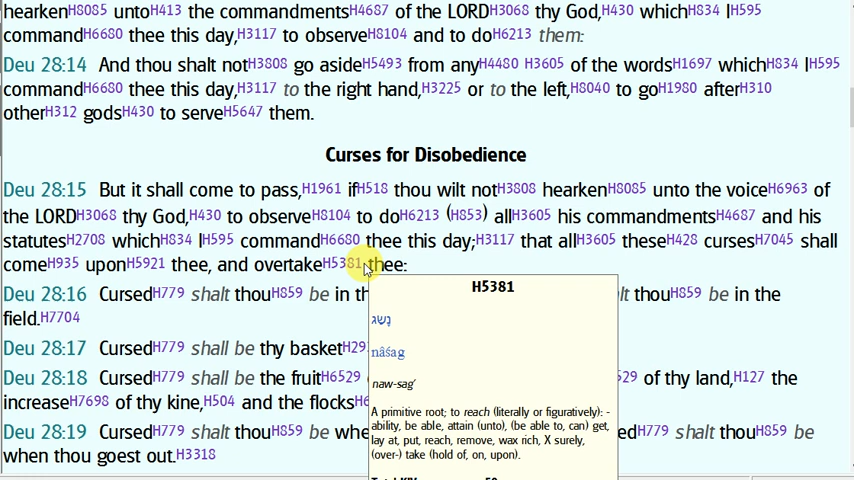 hearkenH8085 untoH413 the commandmentsH4687 of the LORDH3068 thy God,H430 whichH834 IH595
commandH6680 thee this day,H3117 to observeH8104 and to doH6213 them:
Deu 28:14 And thou shalt notH3808 go asideH5493 from anyH4480 H3605 of the wordsH1697 whichH834 IH595
commandH6680 thee this day,H3117 to the right hand,H3225 or to the left,H8040 to goH1980 afterH310
otherH312 godsH430 to serveH5647 them.
Curses for Disobedience
Deu 28:15 But it shall come to pass,H1961 ifH518 thou wilt notH3808 hearkenH8085 unto the voiceH6963 of
the LORDH3068 thy God,H430 to observeH8104 to doH6213 (H853) allH3605 his commandmentsH4687 and his
statutesH2708 whichH834 IH595 commandH6680 thee this day;H3117 that allH3605 theseH428 cursesH7045 shall
comeH935 uponH5921 thee, and overtakeH5381 thee:
Deu 28:16 CursedH779 shalt thouH859 be in th lt thouH859 be in the
field.H7704
Deu 28:17 CursedH779 shall be thy basketH29
Deu 28:18 CursedH779 shall be the fruitH6529 529 of thy land,H127 the
increaseH7698 of thy kine,H504 and the flocksH6
Deu 28:19 CursedH779 shalt thouH859 be whe edH779 shalt thouH859 be
when thou goest out.H3318
H5381
נָשַׂג
nâśag
naw-sag'
A primitive root; to reach (literally or figuratively): -
ability, be able, attain (unto), (be able to, can) get,
lay at, put, reach, remove, wax rich, X surely,
(over-) take (hold of, on, upon).